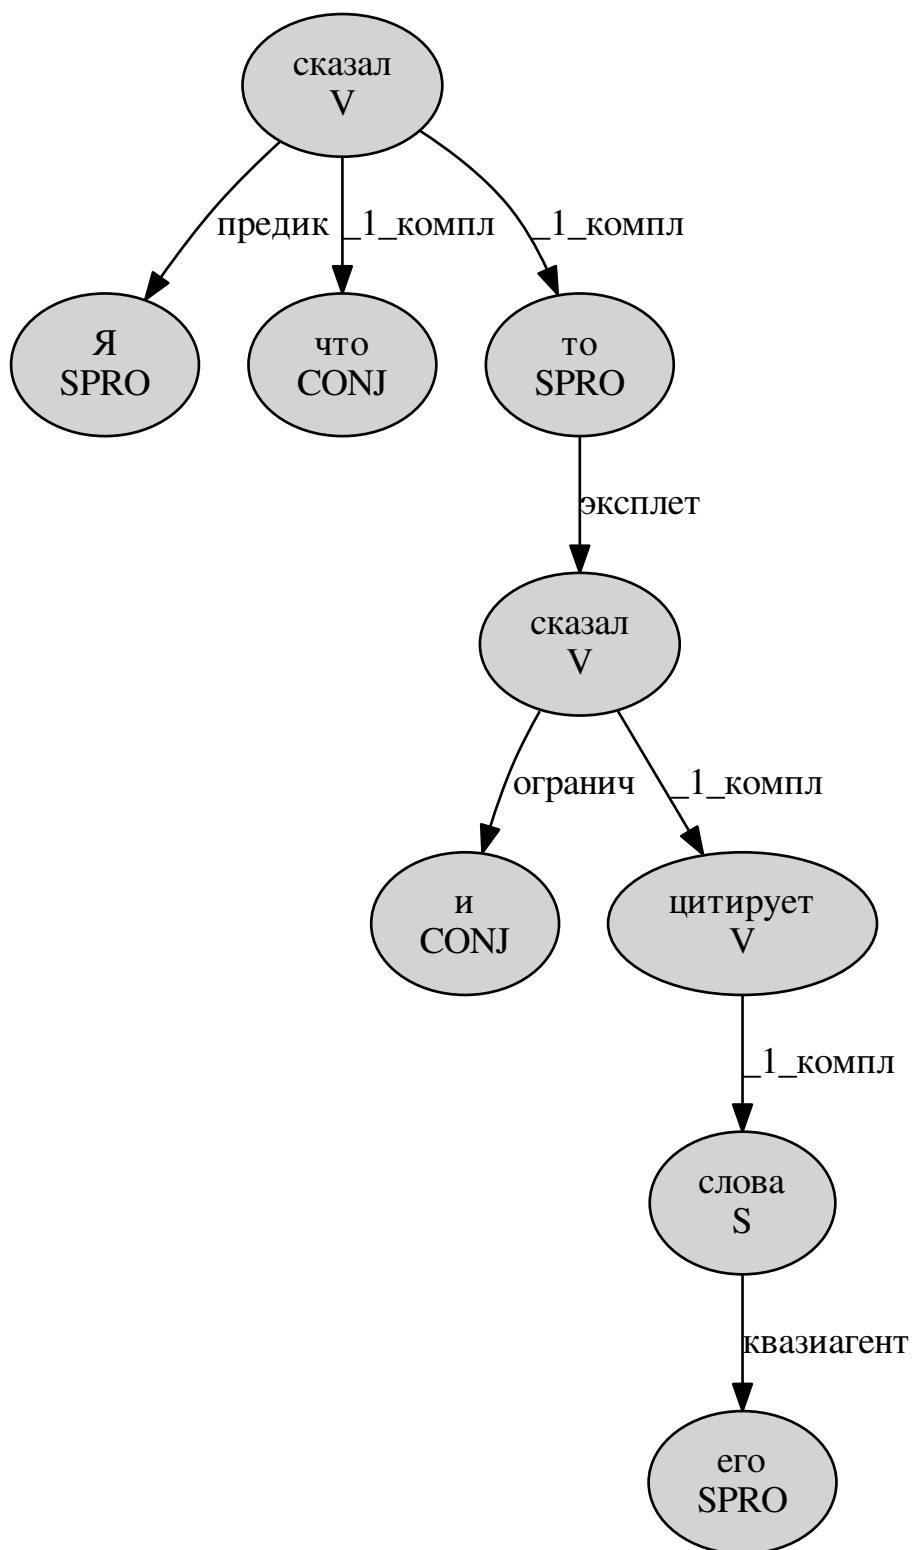 сказал
V
предик
_1_компл
_1_компл
Я
SPRO
что
CONJ
то
SPRO
эксплет
сказал
V
огранич
_1_компл
и
CONJ
цитирует
V
_1_компл
слова
S
квазиагент
его
SPRO